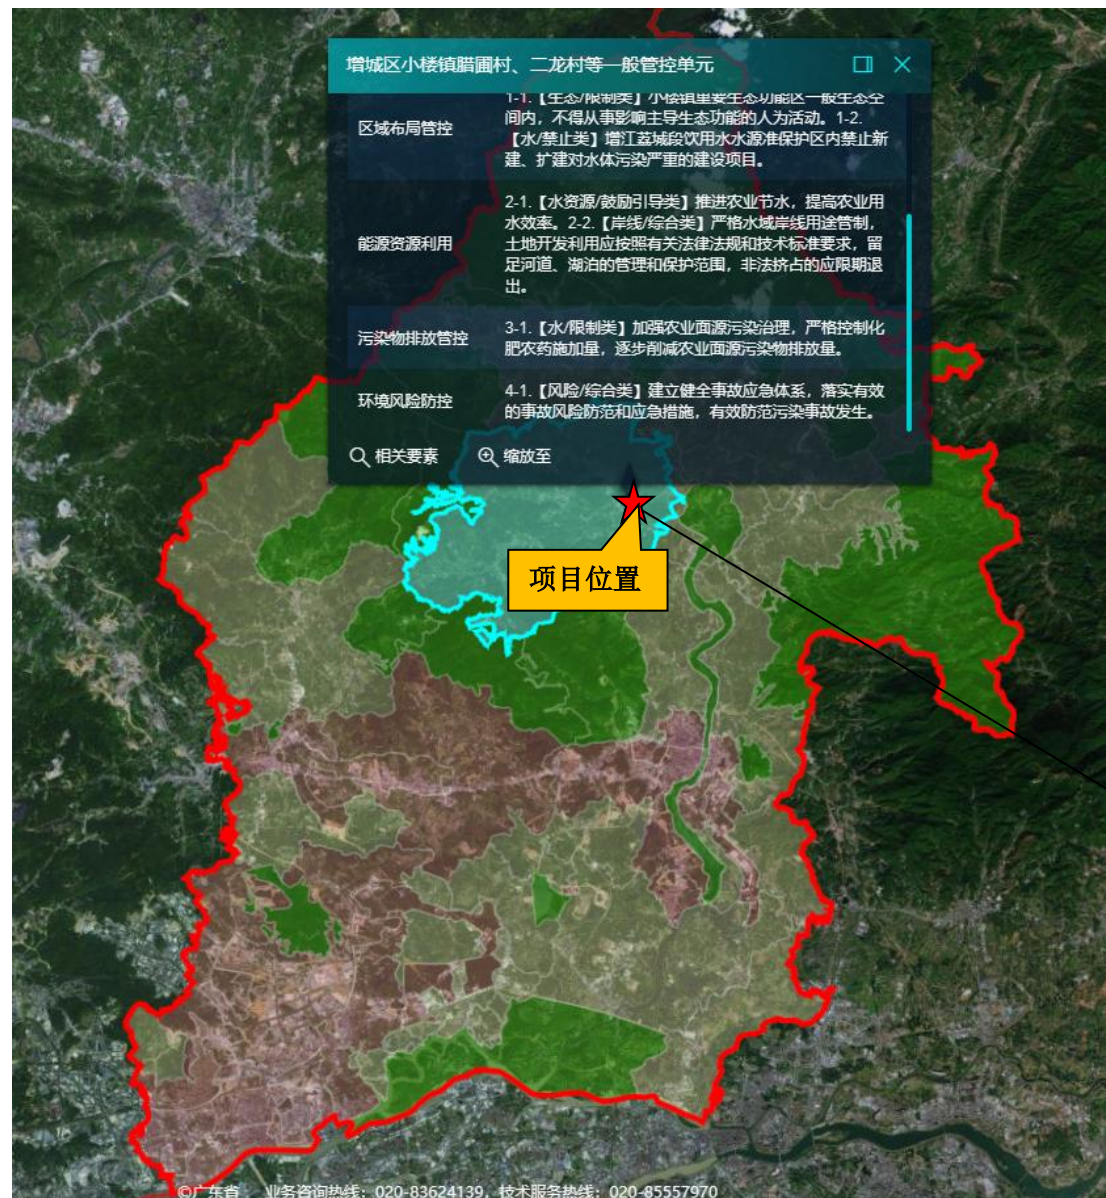 增城区小楼镇腊圃村、二龙村等一般管控单元
区域布局管控
1-1.【生态/限制类】小楼镇重要生态功能区一般生态空
间内，不得从事影响主导生态功能的人为活动。1-2.
【水/禁止类】增江荔城段饮用水水源准保护区内禁止新
建、扩建对水体污染严重的建设项目。
能源资源利用
2-1.【水资源/鼓励引导类】推进农业节水，提高农业用
水效率。2-2.【岸线/综合类】严格水域岸线用途管制，
土地开发利用应按照有关法律法规和技术标准要求，留
足河道、湖泊的管理和保护范围，非法挤占的应限期退
出。
污染物排放管控
3-1.【水/限制类】加强农业面源污染治理，严格控制化
肥农药施加量，逐步削减农业面源污染物排放量。
环境风险防控
4-1.【风险/综合类】建立健全事故应急体系，落实有效
的事故风险防范和应急措施，有效防范污染事故发生。
相关要素 缩放至
项目位置
©广东省 业务咨询热线：020-83624139，技术服务热线：020-85557970